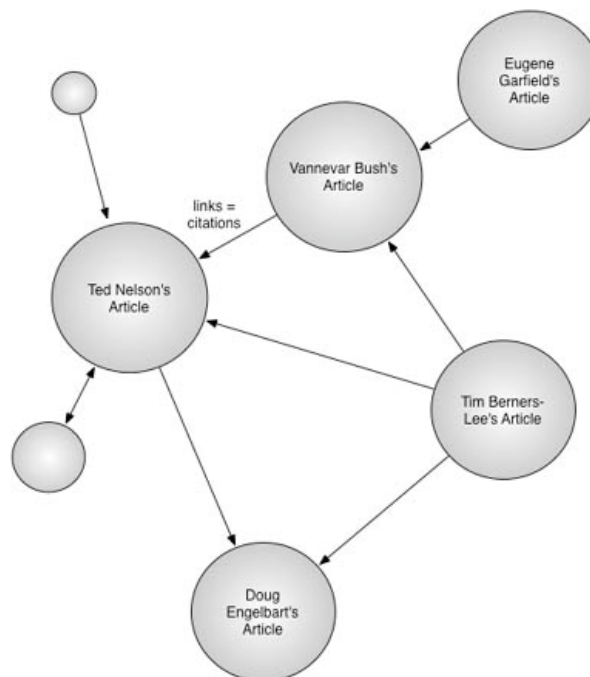 Eugene
Garfield's
Article
Vannevar Bush's
Article
links =
citations
Ted Nelson's
Article
Tim Berners-
Lee's Article
Doug
Engelbart's
Article